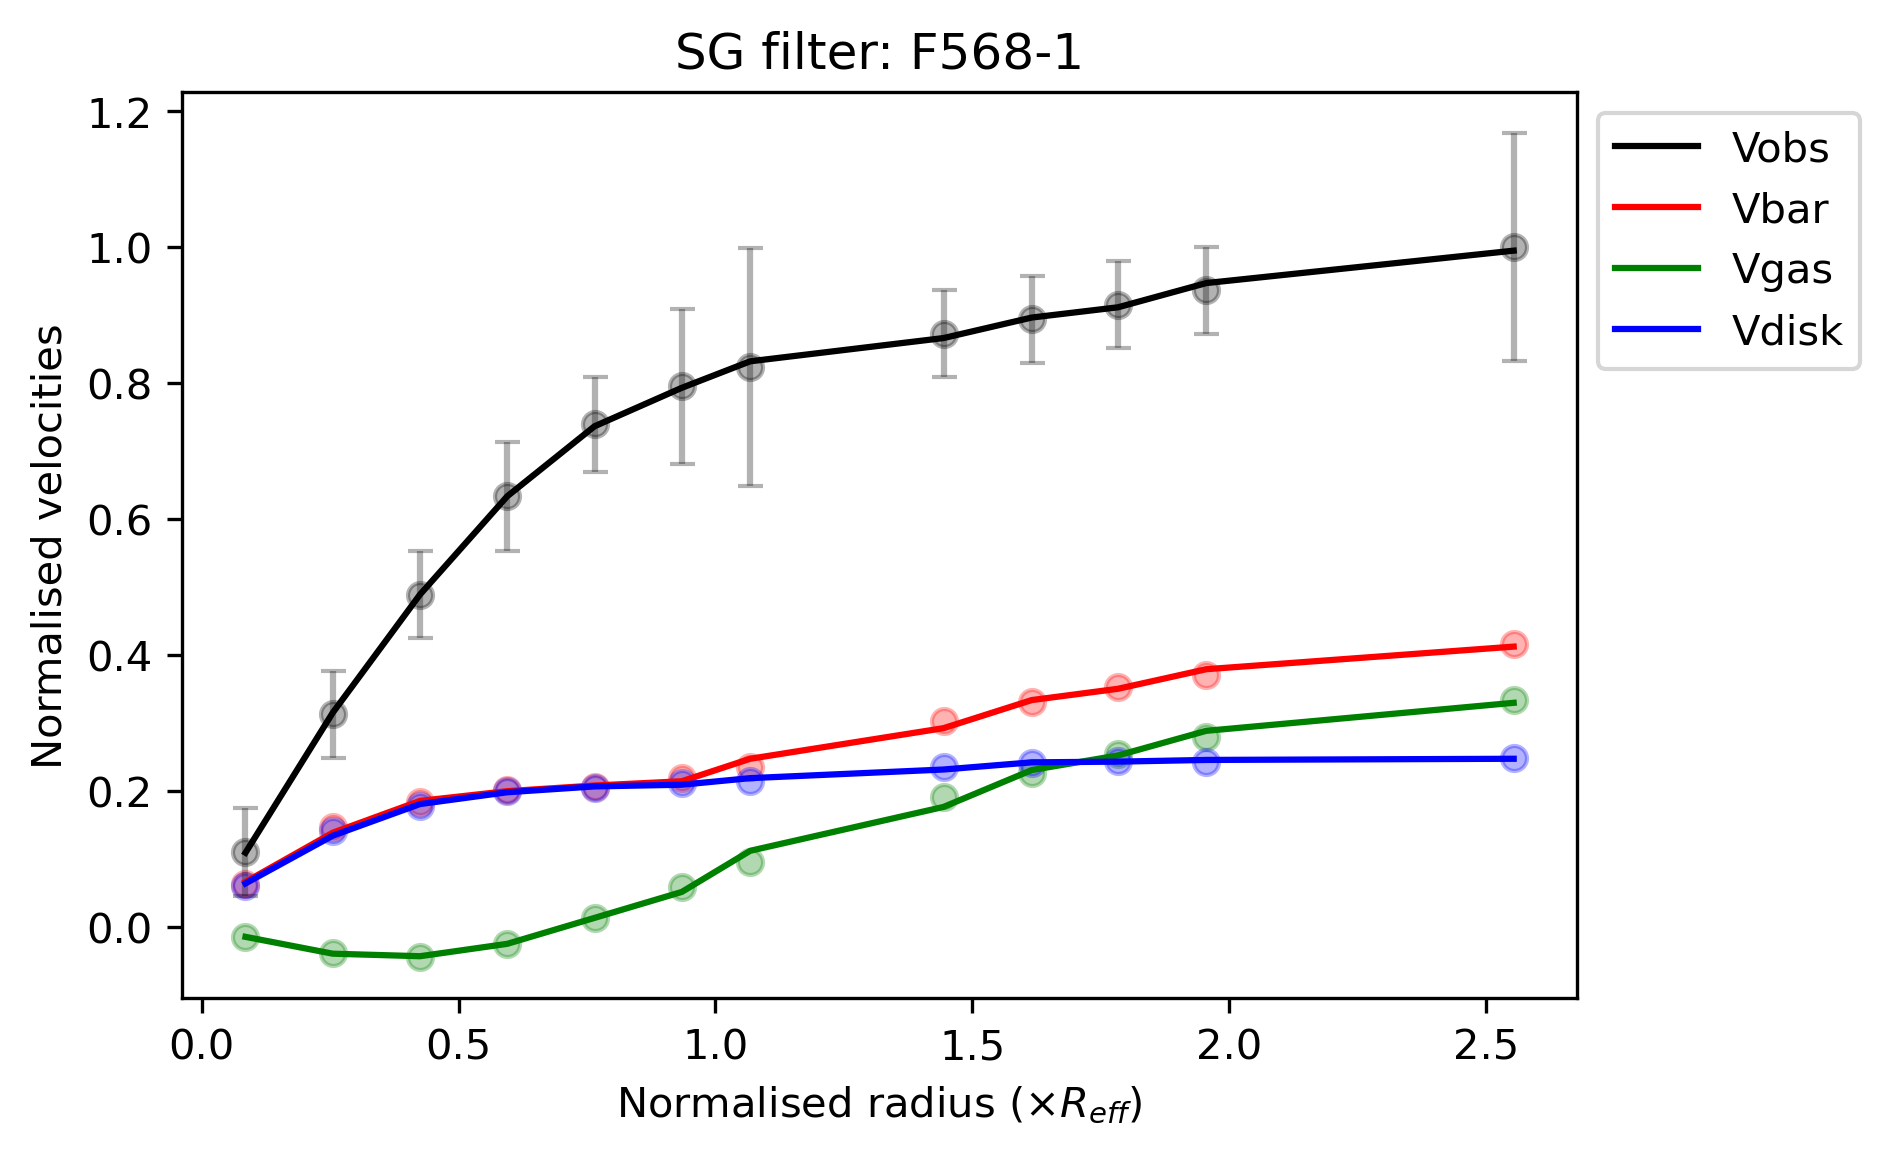 SG filter: F568-1
1.2
1.0
0.8
0.6
0.4
0.2
0.0
Normalised velocities
0.0 0.5 1.0 1.5 2.0 2.5
Normalised radius (×R_eff)
Vobs
Vbar
Vgas
Vdisk